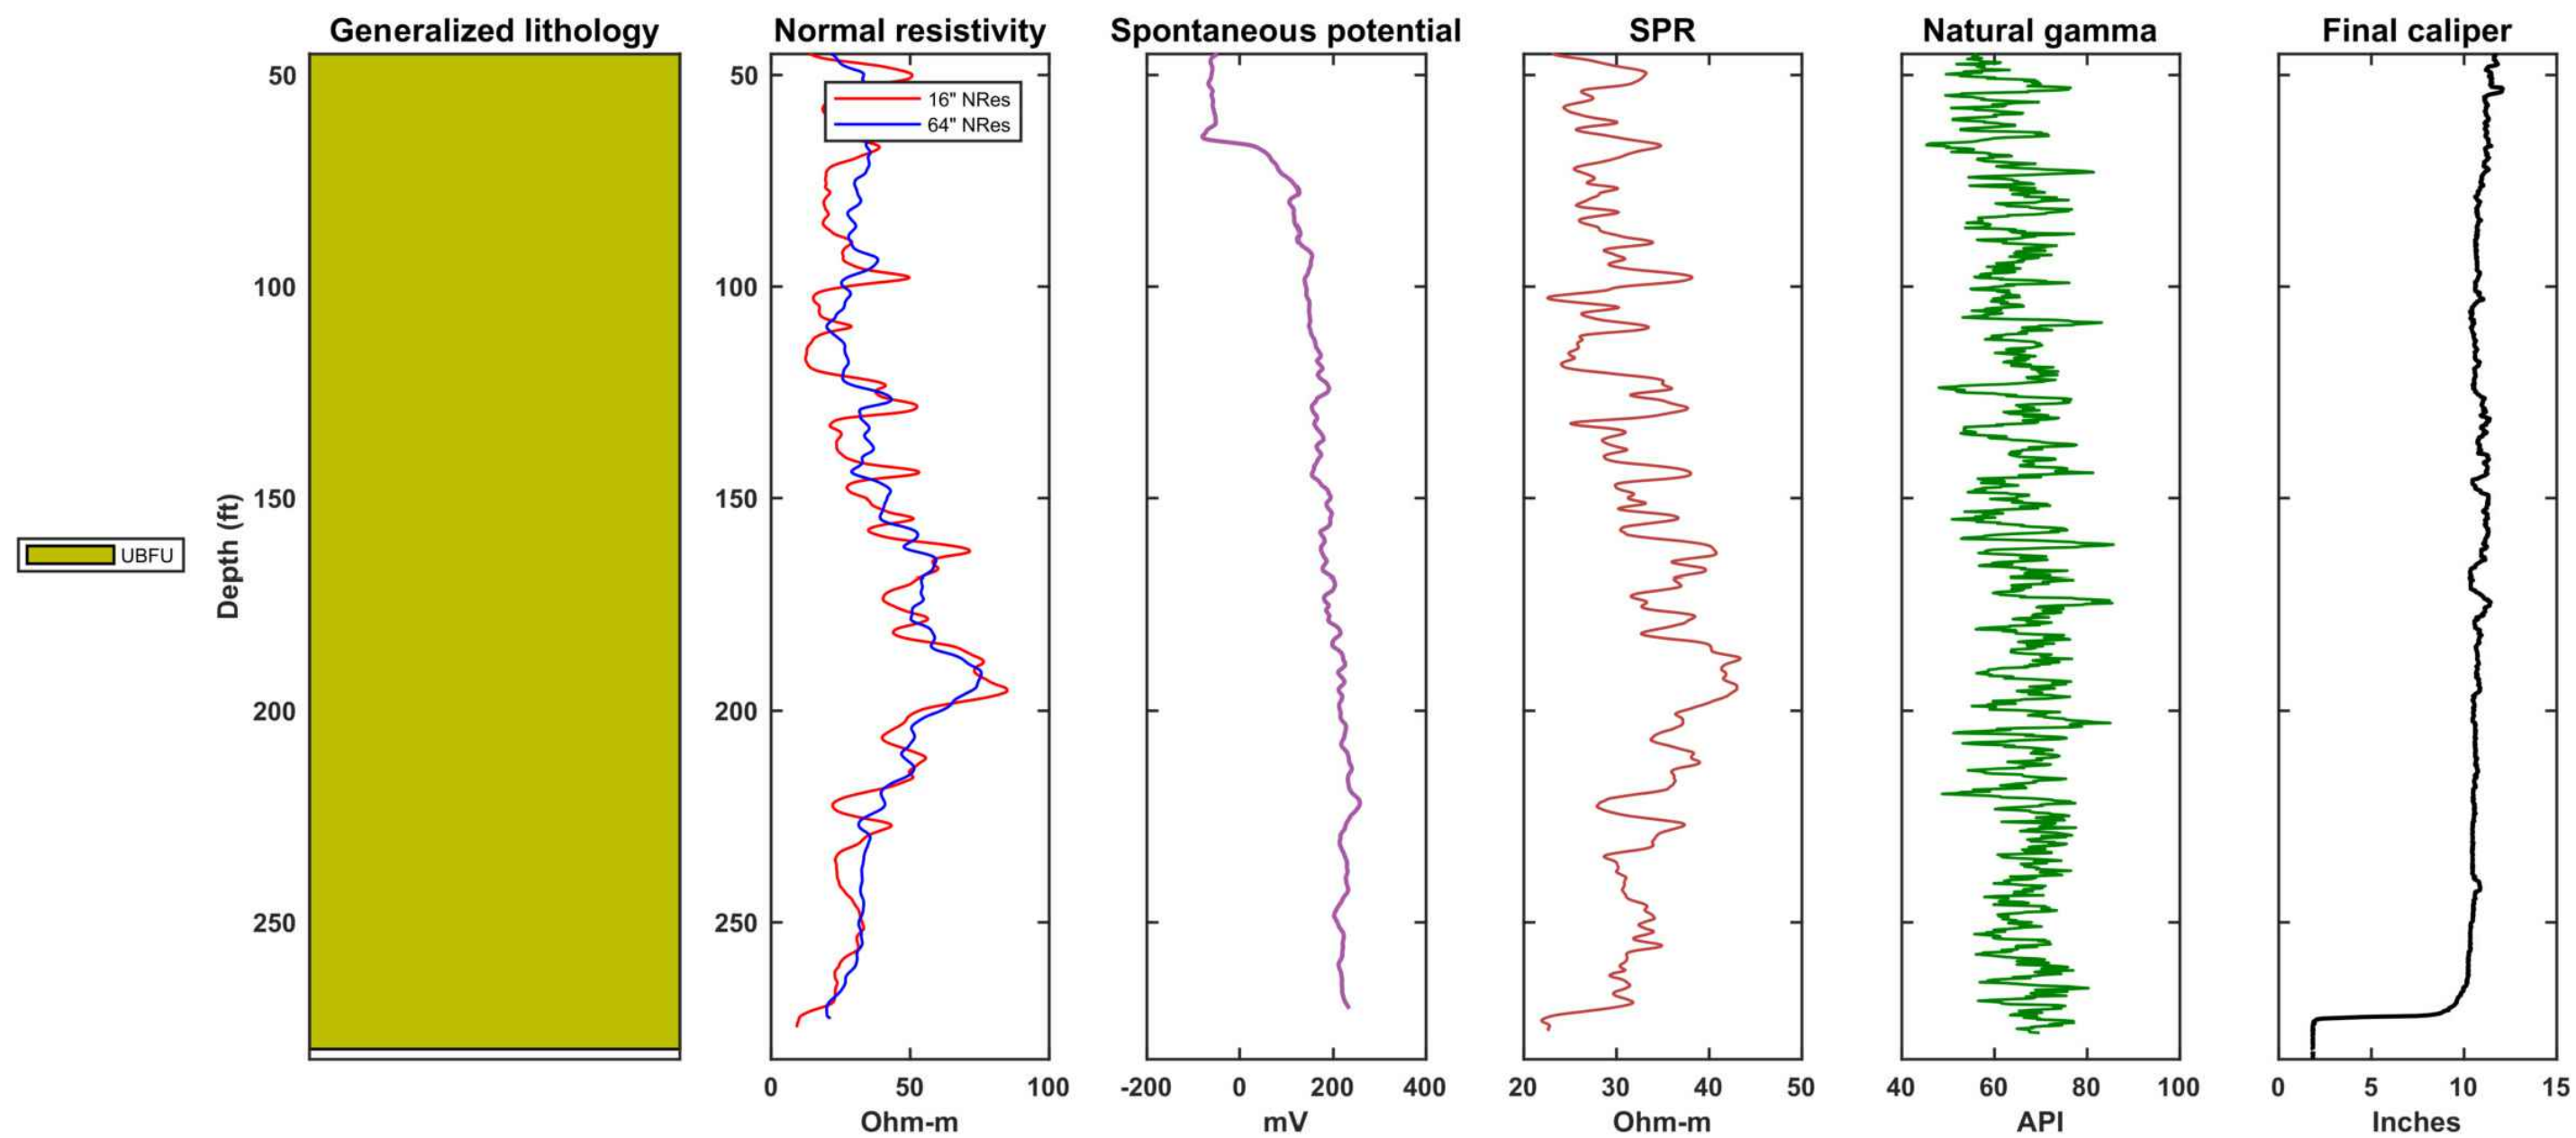 Generalized lithology
Normal resistivity
Spontaneous potential
SPR
Natural gamma
Final caliper
UBFU
Depth (ft)
50
100
150
200
250
50
100
150
200
250
16" NRes
64" NRes
0 50 100
Ohm-m
-200 0 200 400
mV
20 30 40 50
Ohm-m
40 60 80 100
API
0 5 10 15
Inches